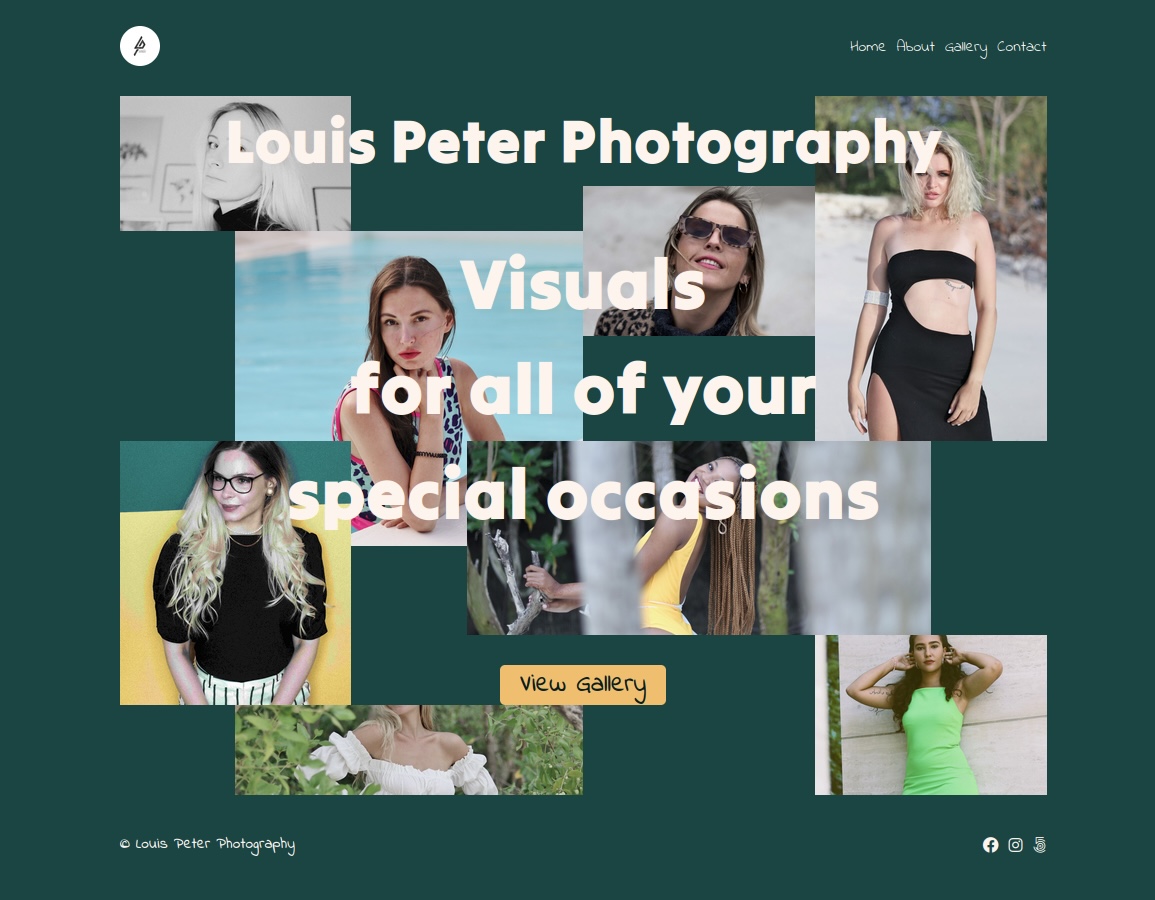 Home About Gallery Contact
Louis Peter Photography
Visuals
for all of your
special occasions
View Gallery
© Louis Peter Photography